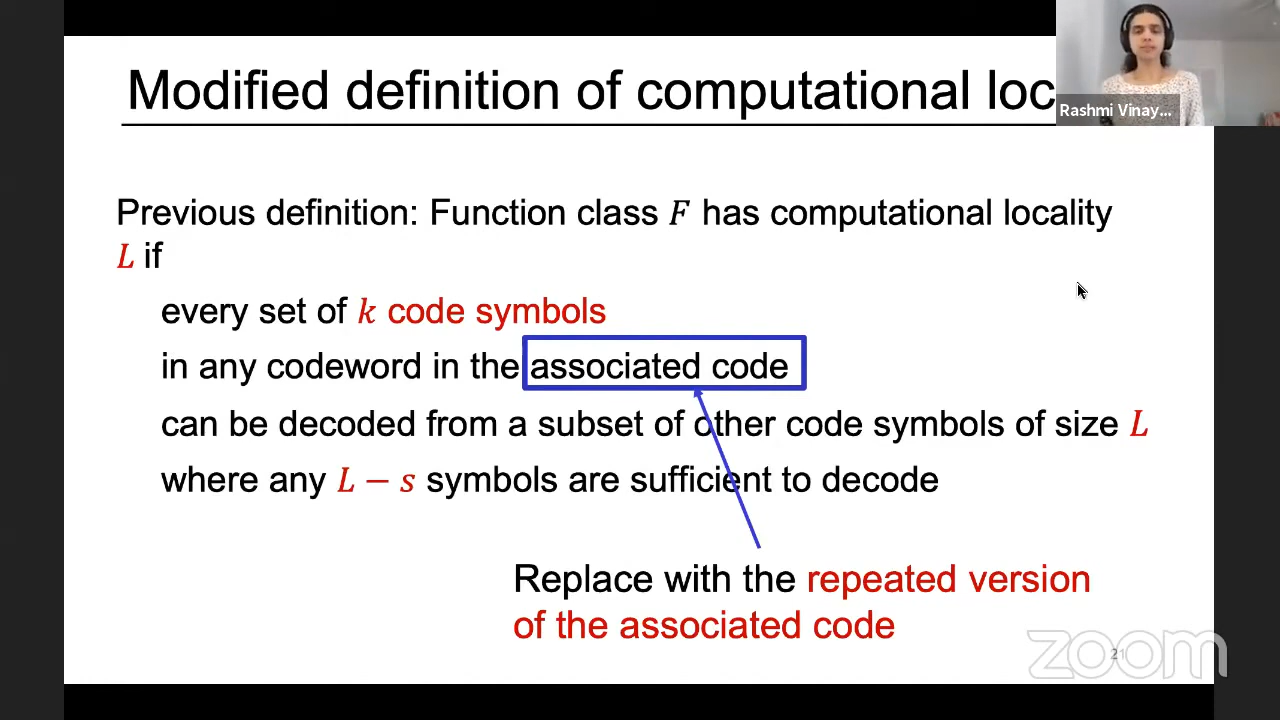 Modified definition of computational loc
Rashmi Vinay...
Previous definition: Function class F has computational locality
L if
every set of k code symbols
in any codeword in the associated code
can be decoded from a subset of other code symbols of size L
where any L − s symbols are sufficient to decode
Replace with the repeated version
of the associated code
21
zoom